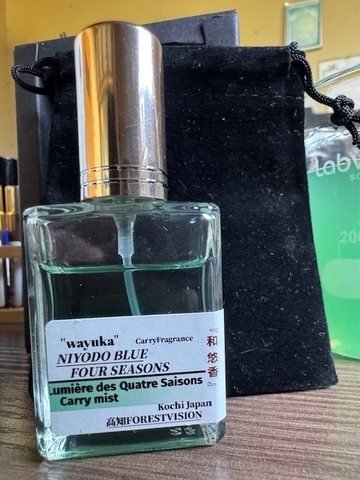 "wayuka" CarryFragrance
NIYODO BLUE
FOUR SEASONS
Lumière des Quatre Saisons
Carry mist
Kochi Japan
高知FORESTVISION
『和悠香』